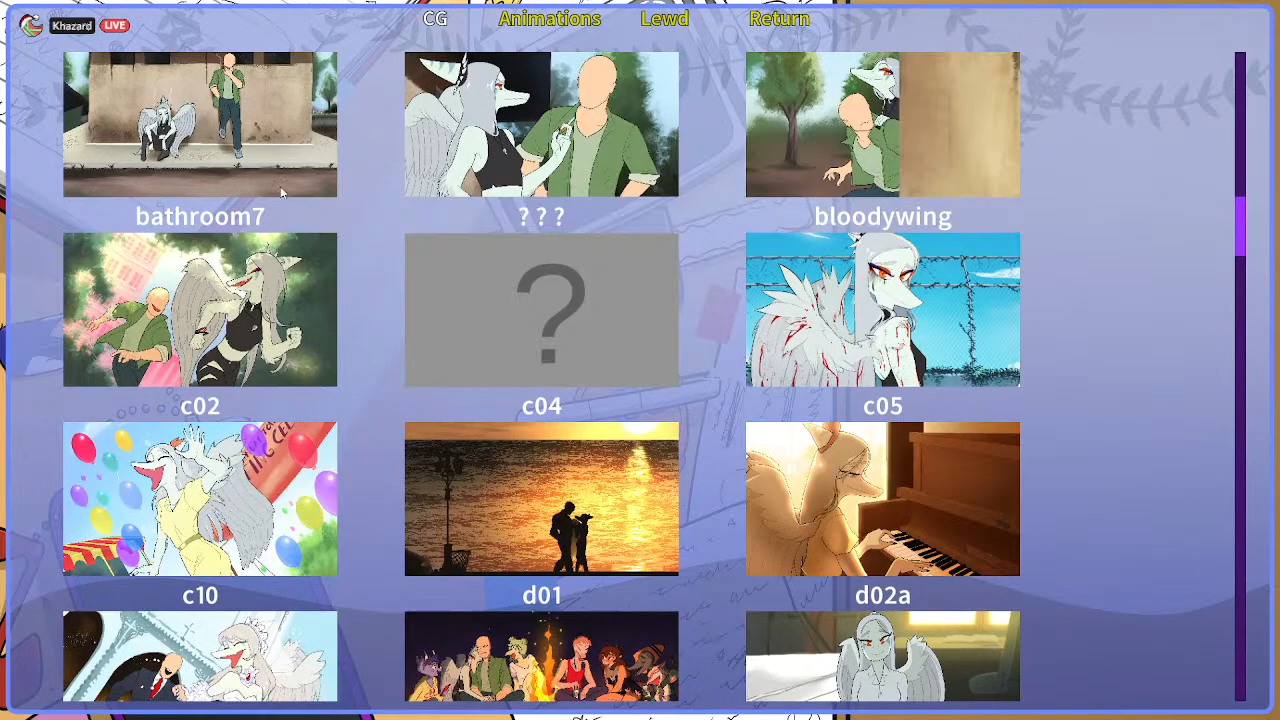 Khazard LIVE
CG Animations Lewd Return
bathroom7 ? ? ? bloodywing
c02 c04 c05
?
c10 d01 d02a